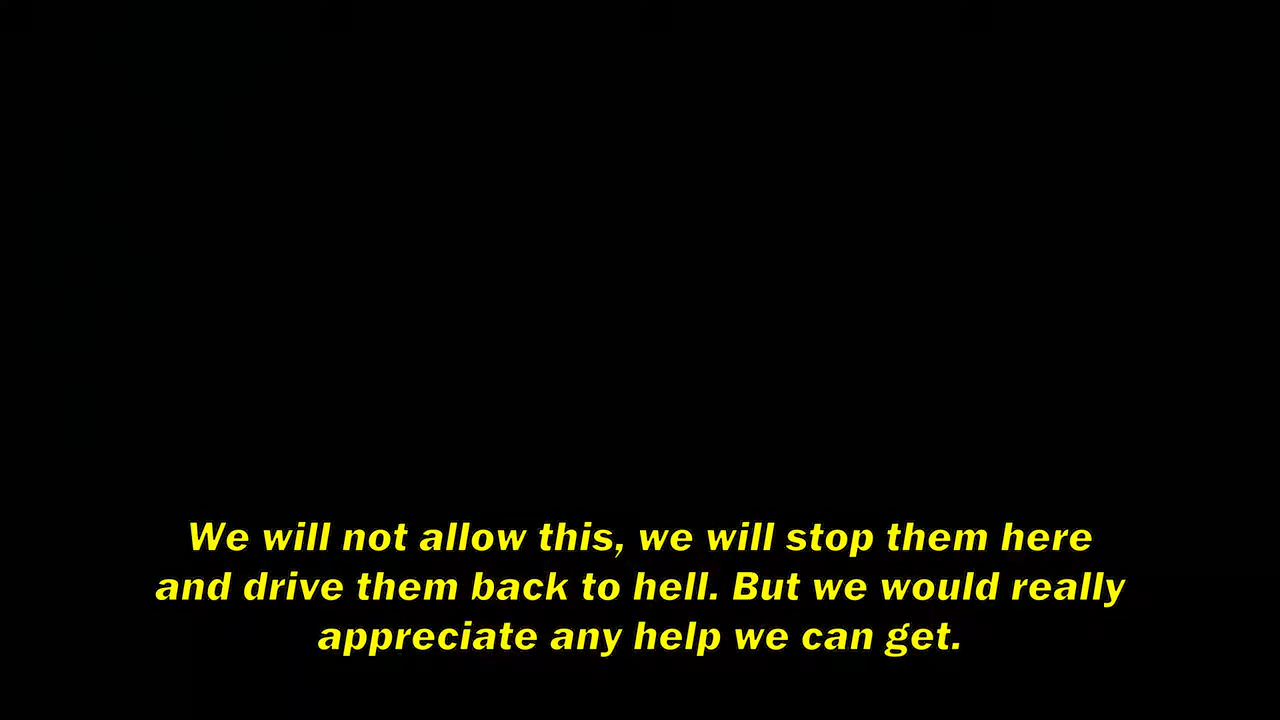 We will not allow this, we will stop them here
and drive them back to hell. But we would really
appreciate any help we can get.